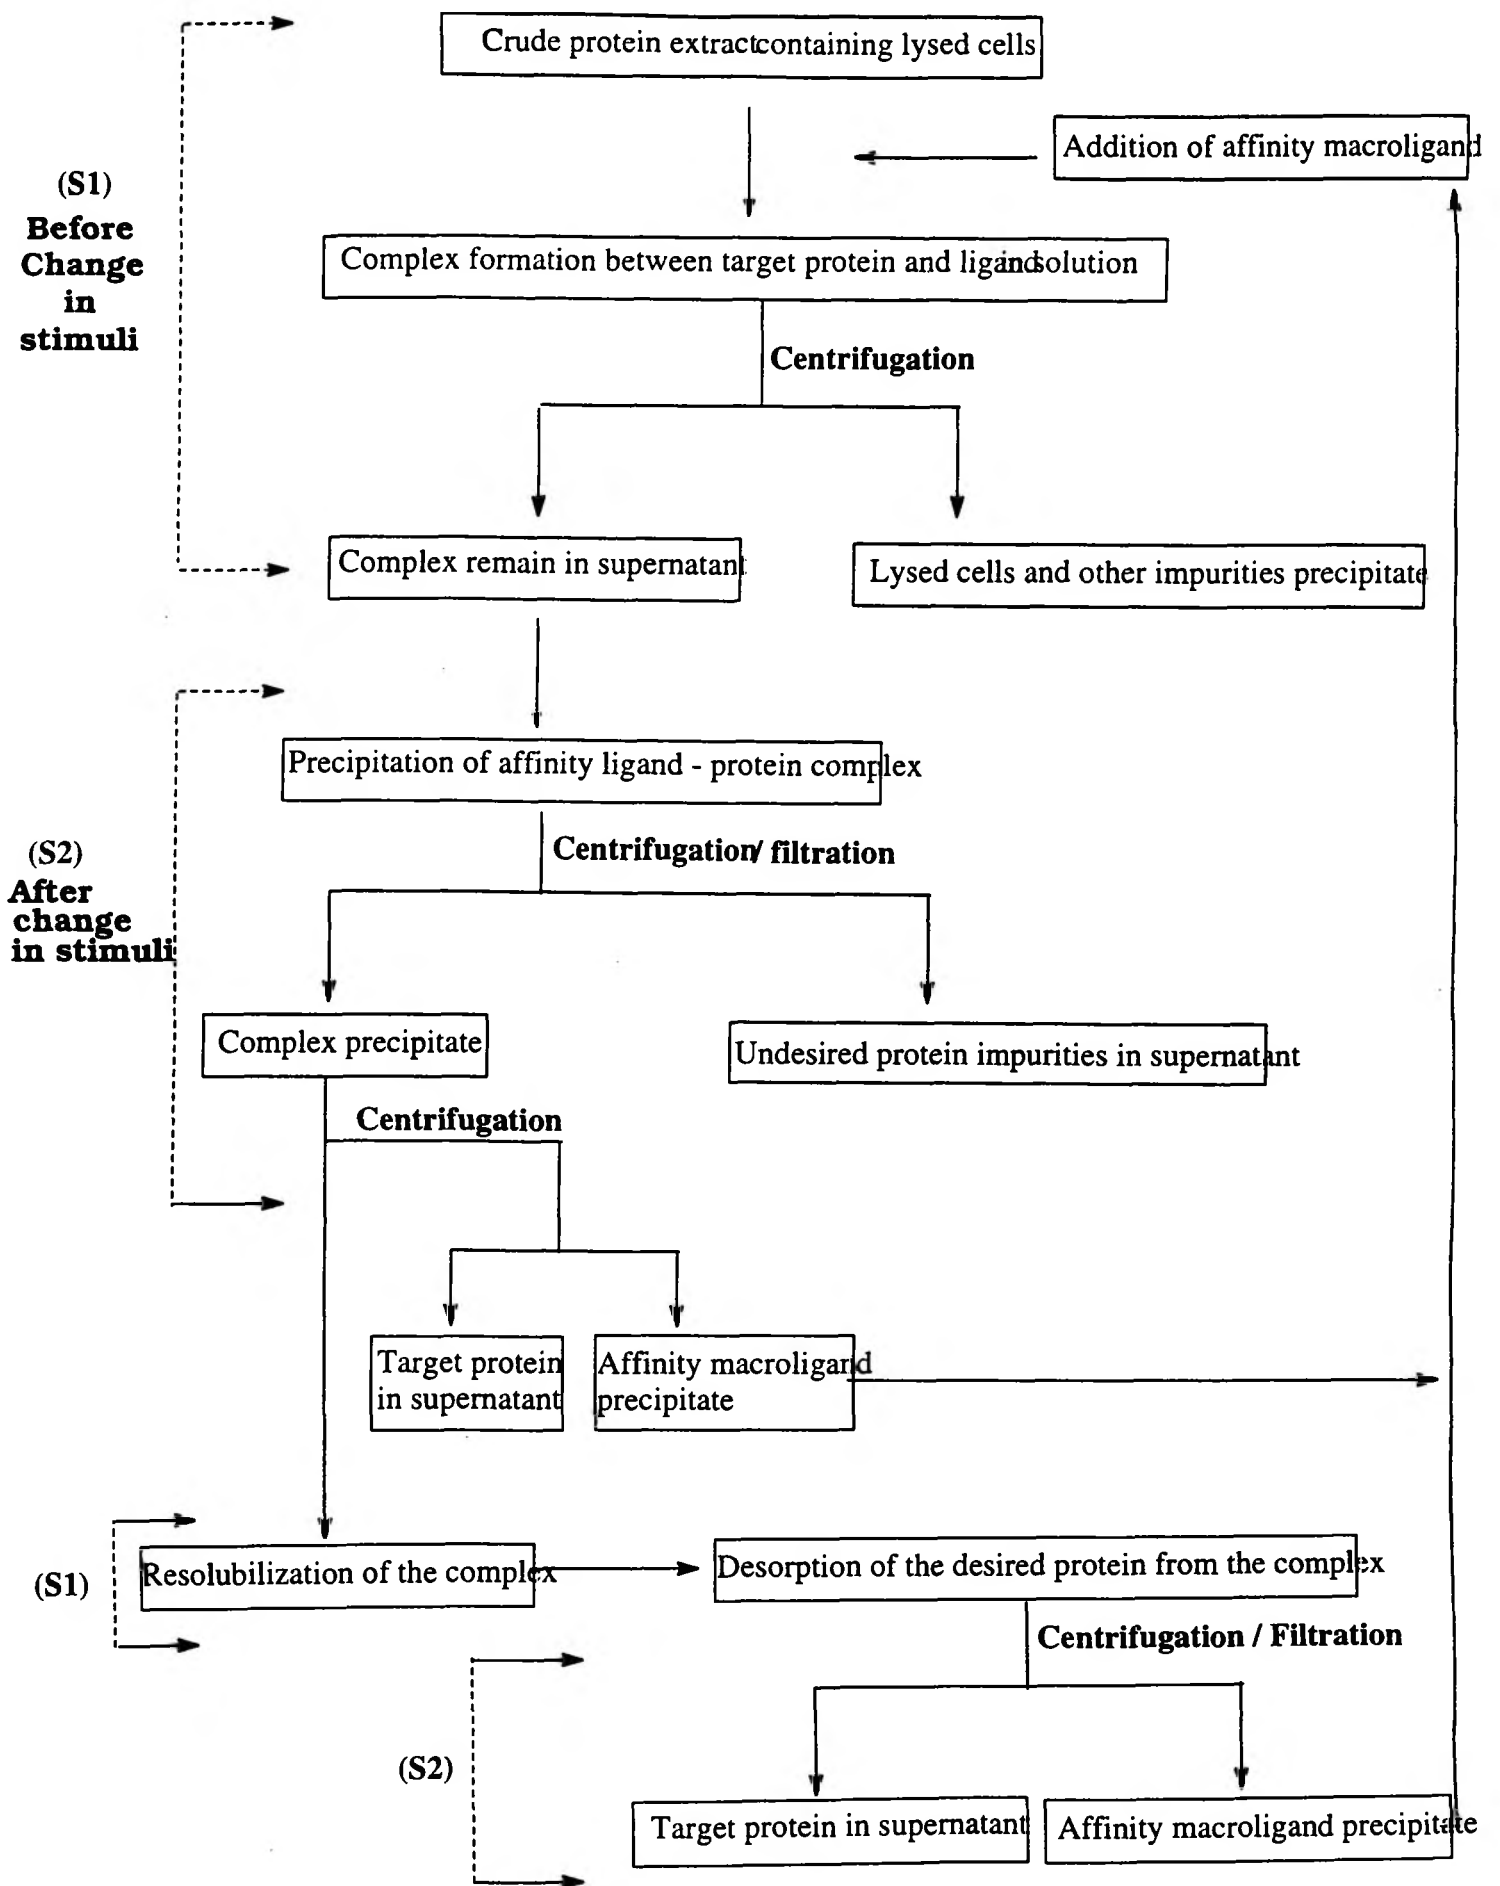 Crude protein extractcontaining lysed cells
Addition of affinity macroligand
(S1)
Before
Change
in
stimuli
Complex formation between target protein and ligand in solution
Centrifugation
Complex remain in supernatant
Lysed cells and other impurities precipitate
Precipitation of affinity ligand - protein complex
Centrifugation/ filtration
(S2)
After
change
in stimuli
Complex precipitate
Undesired protein impurities in supernatant
Centrifugation
Target protein
in supernatant
Affinity macroligand
precipitate
(S1)
Resolubilization of the complex
Desorption of the desired protein from the complex
Centrifugation / Filtration
(S2)
Target protein in supernatant
Affinity macroligand precipitate